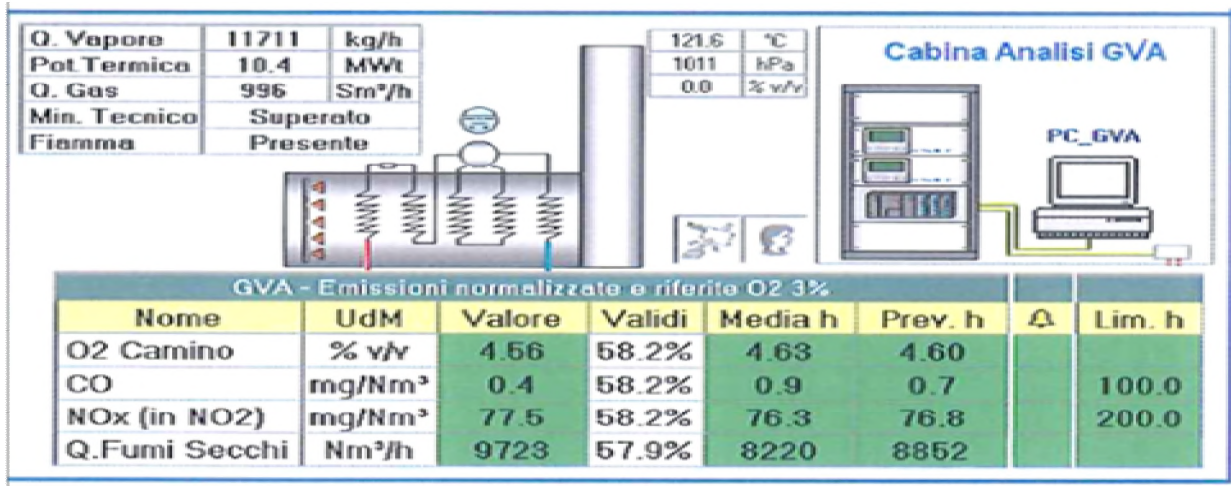 Q. Vapore 11711 kg/h
Pot.Termica 10.4 MWt
Q. Gas 996 Sm³/h
Min. Tecnico Superato
Fiamma Presente
121.6 °C
1011 hPa
0.0 % v/v
Cabina Analisi GVA
PC_GVA
GVA - Emissioni normalizzate e riferite O2 3%
Nome UdM Valore Validi Media h Prev. h Lim. h
O2 Camino % v/v 4.56 58.2% 4.63 4.60
CO mg/Nm³ 0.4 58.2% 0.9 0.7 100.0
NOx (in NO2) mg/Nm³ 77.5 58.2% 76.3 76.8 200.0
Q.Fumi Secchi Nm³/h 9723 57.9% 8220 8852